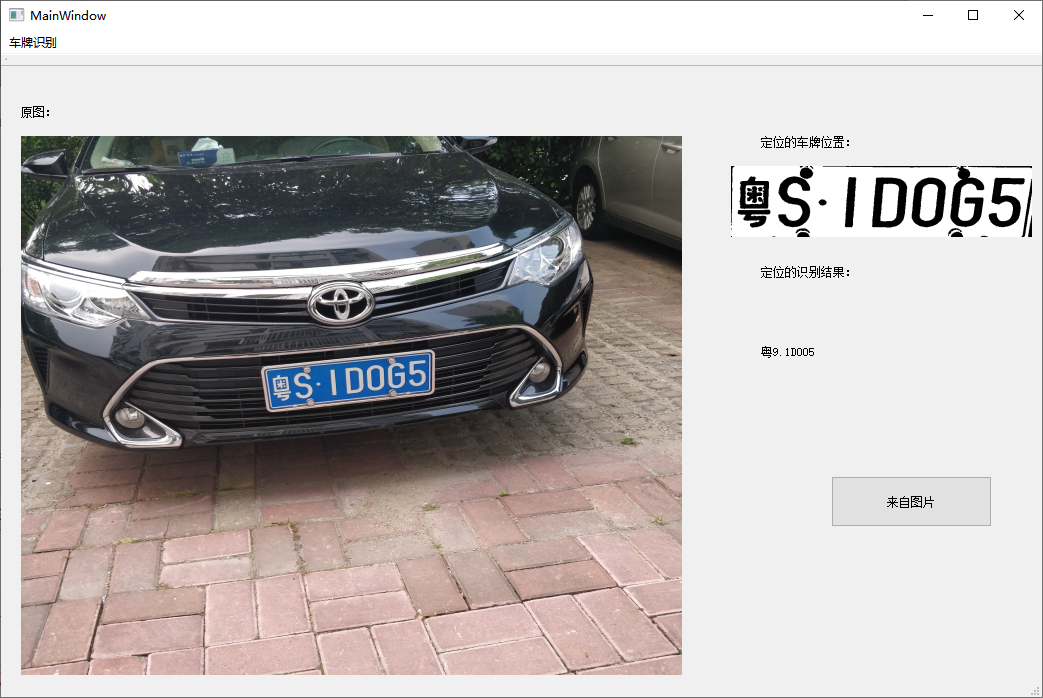 MainWindow
车牌识别
原图：
粤S·1D0G5
定位的车牌位置：
粤S·1D0G5
定位的识别结果：
粤9.1D005
来自图片